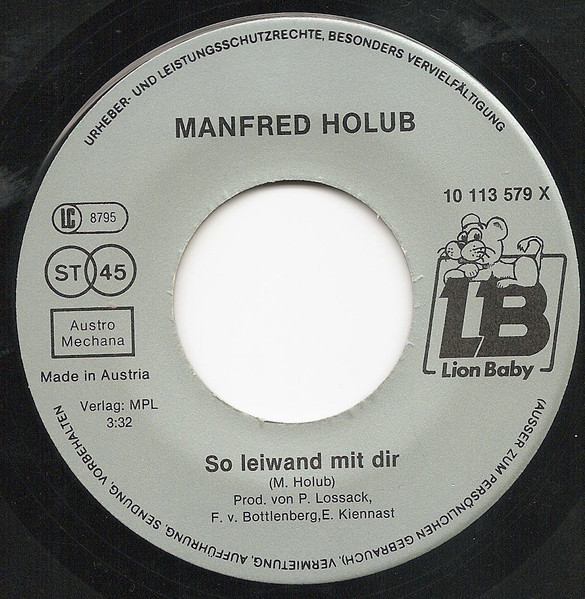 URHEBER- UND LEISTUNGSSCHUTZRECHTE, BESONDERS VERVIELFÄLTIGUNG
MANFRED HOLUB
10 113 579 X
LC 8795
ST 45
LB
Lion Baby
Austro
Mechana
Made in Austria
Verlag: MPL
3:32
So leiwand mit dir
(M. Holub)
Prod. von P. Lossack,
F. v. Bottlenberg,E. Kiennast
(AUSSER ZUM PERSÖNLICHEN GEBRAUCH), VERMIETUNG, AUFFÜHRUNG, SENDUNG, VORBEHALTEN